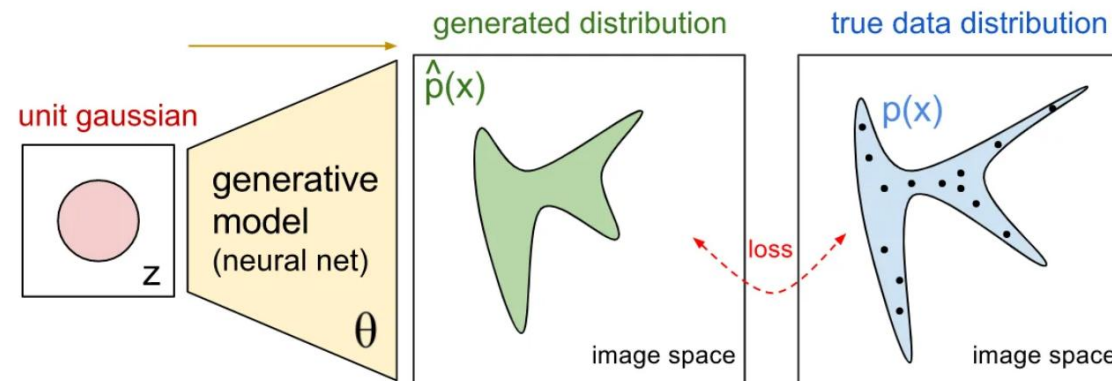 generated distribution
true data distribution
p̂(x)
p(x)
unit gaussian
generative
model
(neural net)
z
θ
loss
image space
image space